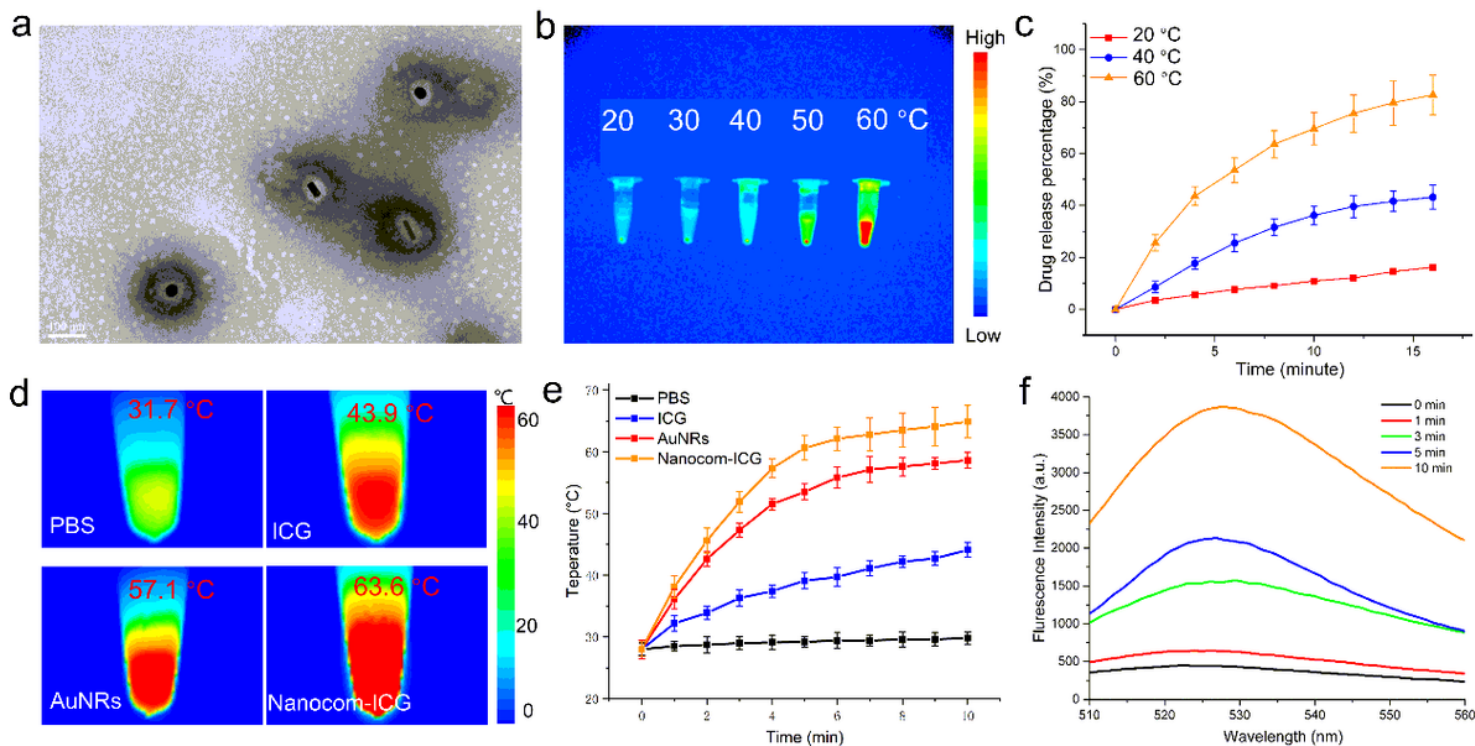 a
100 nm
b
High
20 30 40 50 60 °C
Low
c
20 °C
40 °C
60 °C
Drug release percentage (%)
100
80
60
40
20
0
0 5 10 15
Time (minute)
d
°C
31.7 °C
PBS
43.9 °C
ICG
57.1 °C
AuNRs
63.6 °C
Nanocom-ICG
60
40
20
0
e
PBS
ICG
AuNRs
Nanocom-ICG
Teperature (°C)
70
60
50
40
30
20
0 2 4 6 8 10
Time (min)
f
0 min
1 min
3 min
5 min
10 min
Flurescence Intensity (a.u.)
4000
3500
3000
2500
2000
1500
1000
500
0
510 520 530 540 550 560
Wavelength (nm)